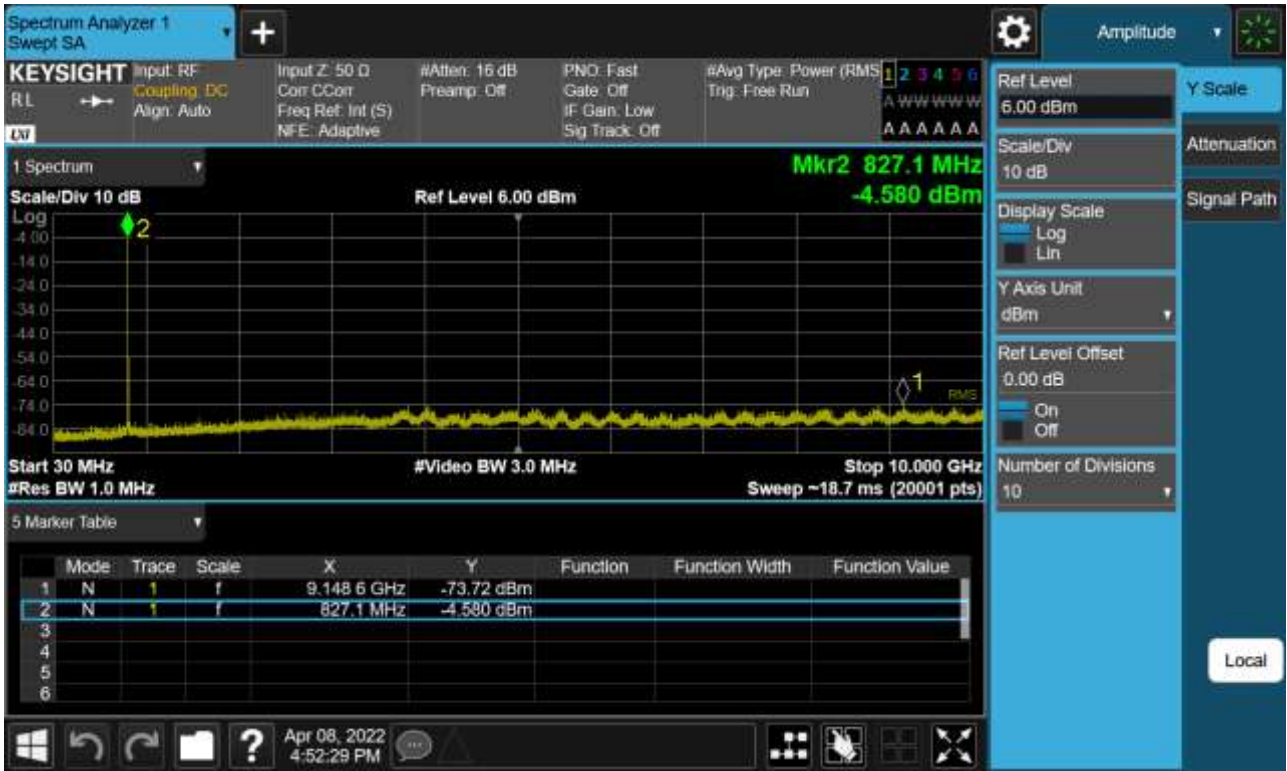 Spectrum Analyzer 1
Swept SA
+
Amplitude
KEYSIGHT
RL
LXI
Input: RF
Coupling: DC
Align: Auto
Input Z: 50 Ω
Corr CCorr
Freq Ref: Int (S)
NFE: Adaptive
#Atten: 16 dB
Preamp: Off
PNO: Fast
Gate: Off
IF Gain: Low
Sig Track: Off
#Avg Type: Power (RMS
Trig: Free Run
1 2 3 4 5 6
A W W W W W
A A A A A A
1 Spectrum
Scale/Div 10 dB
Ref Level 6.00 dBm
Mkr2 827.1 MHz
-4.580 dBm
Log
-4.00
-14.0
-24.0
-34.0
-44.0
-54.0
-64.0
-74.0
-84.0
2
1
RMS
Start 30 MHz
#Video BW 3.0 MHz
Stop 10.000 GHz
#Res BW 1.0 MHz
Sweep ~18.7 ms (20001 pts)
5 Marker Table
Mode Trace Scale X Y Function Function Width Function Value
1 N 1 f 9.148 6 GHz -73.72 dBm
2 N 1 f 827.1 MHz -4.580 dBm
3
4
5
6
Ref Level
6.00 dBm
Scale/Div
10 dB
Display Scale
Log
Lin
Y Axis Unit
dBm
Ref Level Offset
0.00 dB
On
Off
Number of Divisions
10
Y Scale
Attenuation
Signal Path
Local
?
Apr 08, 2022
4:52:29 PM